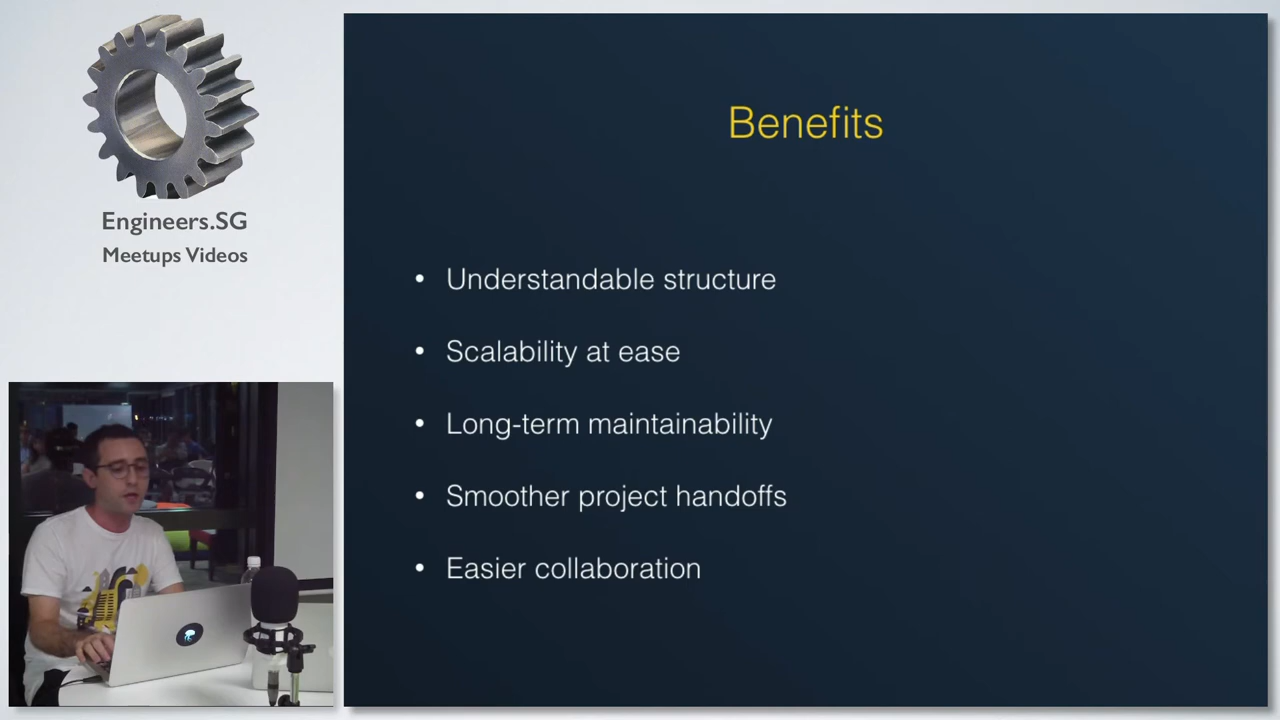 Engineers.SG
Meetups Videos
Benefits
• Understandable structure
• Scalability at ease
• Long-term maintainability
• Smoother project handoffs
• Easier collaboration